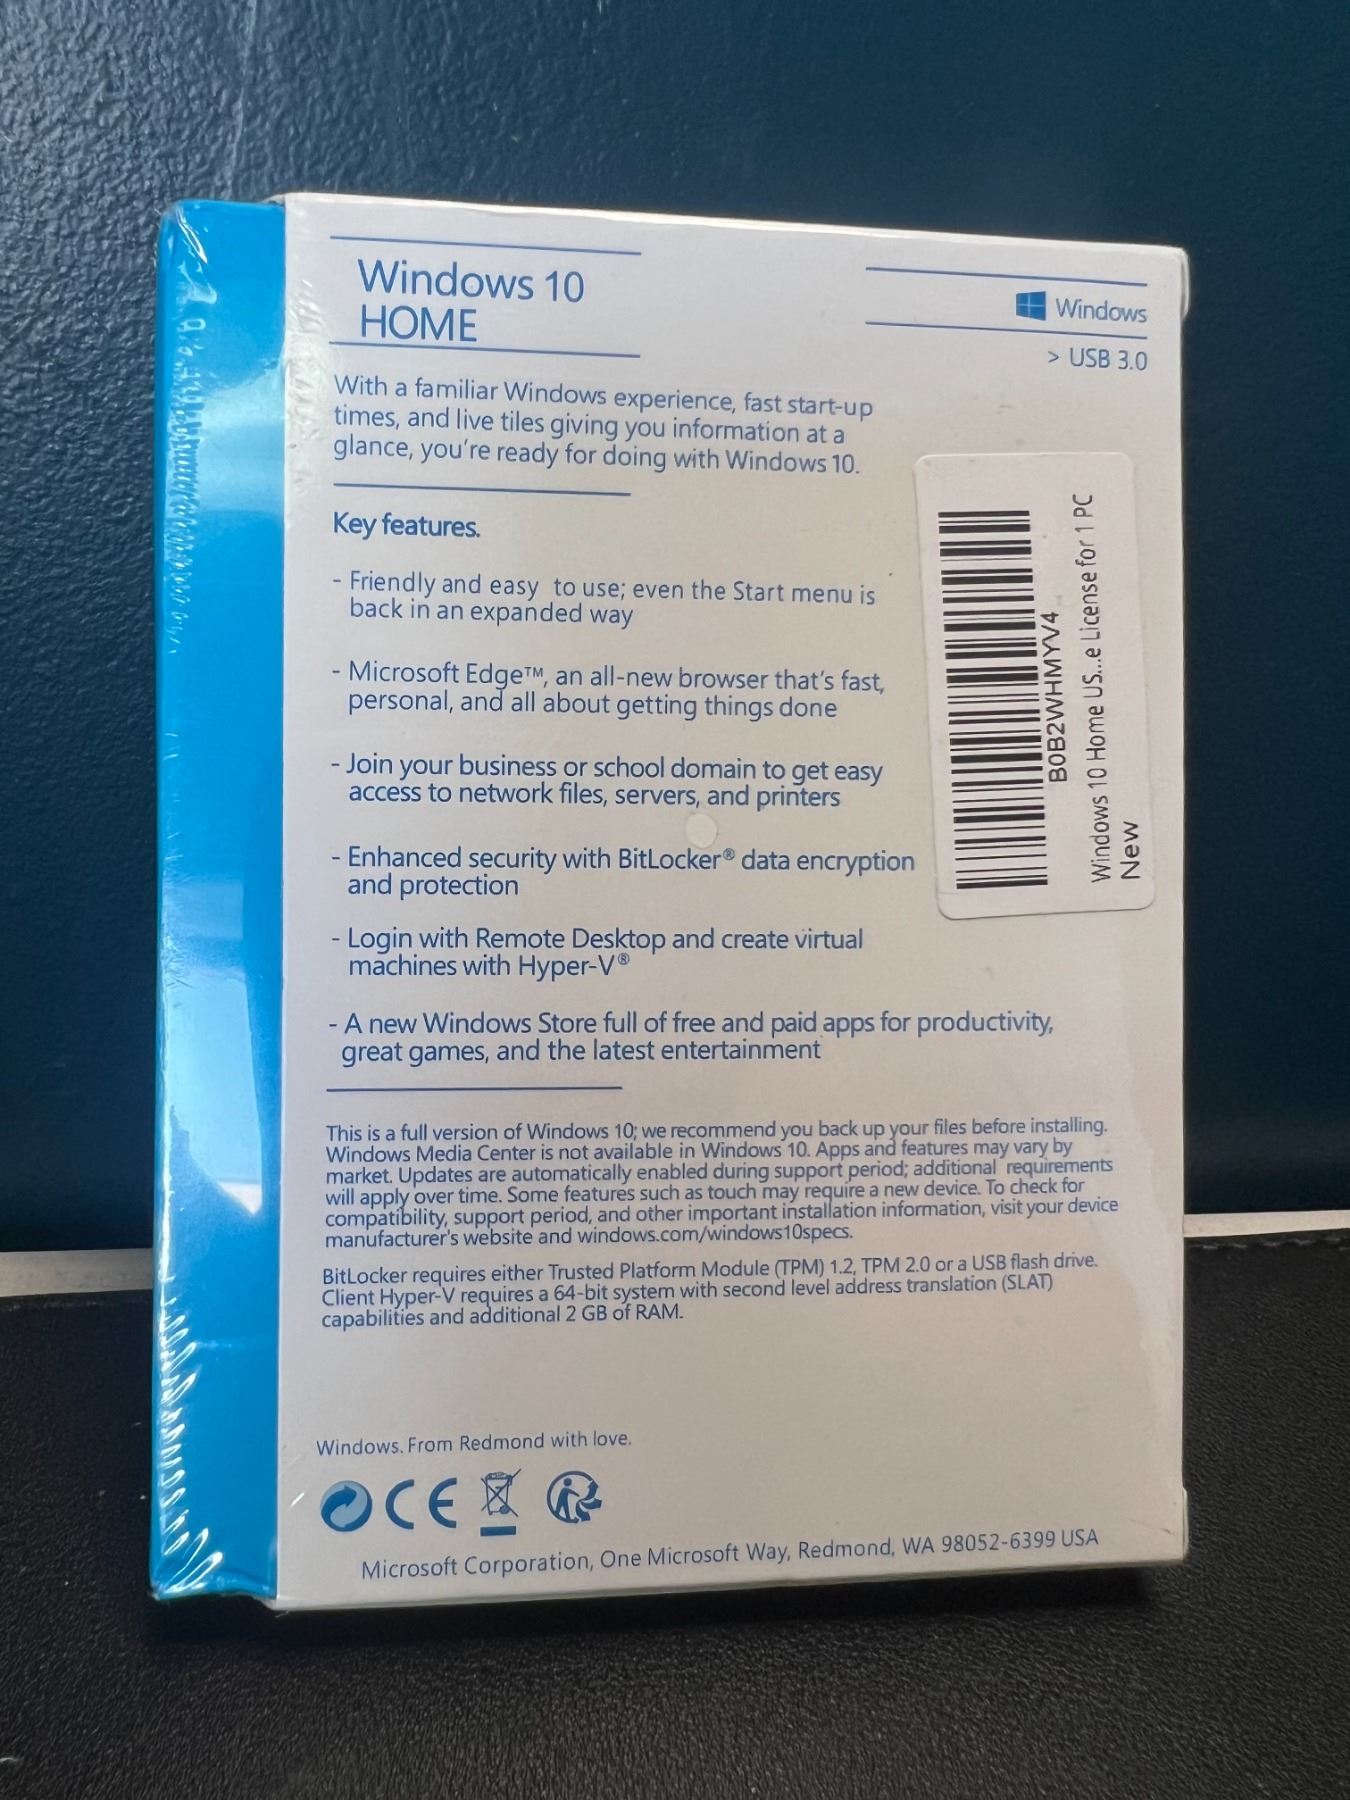 Windows 10
HOME
Windows
> USB 3.0
With a familiar Windows experience, fast start-up
times, and live tiles giving you information at a
glance, you're ready for doing with Windows 10.
Key features.
- Friendly and easy to use; even the Start menu is
back in an expanded way
- Microsoft Edge™, an all-new browser that's fast,
personal, and all about getting things done
- Join your business or school domain to get easy
access to network files, servers, and printers
- Enhanced security with BitLocker® data encryption
and protection
- Login with Remote Desktop and create virtual
machines with Hyper-V®
- A new Windows Store full of free and paid apps for productivity,
great games, and the latest entertainment
B0B2WHMYV4
Windows 10 Home US...e License for 1 PC
New
This is a full version of Windows 10; we recommend you back up your files before installing.
Windows Media Center is not available in Windows 10. Apps and features may vary by
market. Updates are automatically enabled during support period; additional requirements
will apply over time. Some features such as touch may require a new device. To check for
compatibility, support period, and other important installation information, visit your device
manufacturer's website and windows.com/windows10specs.
BitLocker requires either Trusted Platform Module (TPM) 1.2, TPM 2.0 or a USB flash drive.
Client Hyper-V requires a 64-bit system with second level address translation (SLAT)
capabilities and additional 2 GB of RAM.
Windows. From Redmond with love.
CE
Microsoft Corporation, One Microsoft Way, Redmond, WA 98052-6399 USA